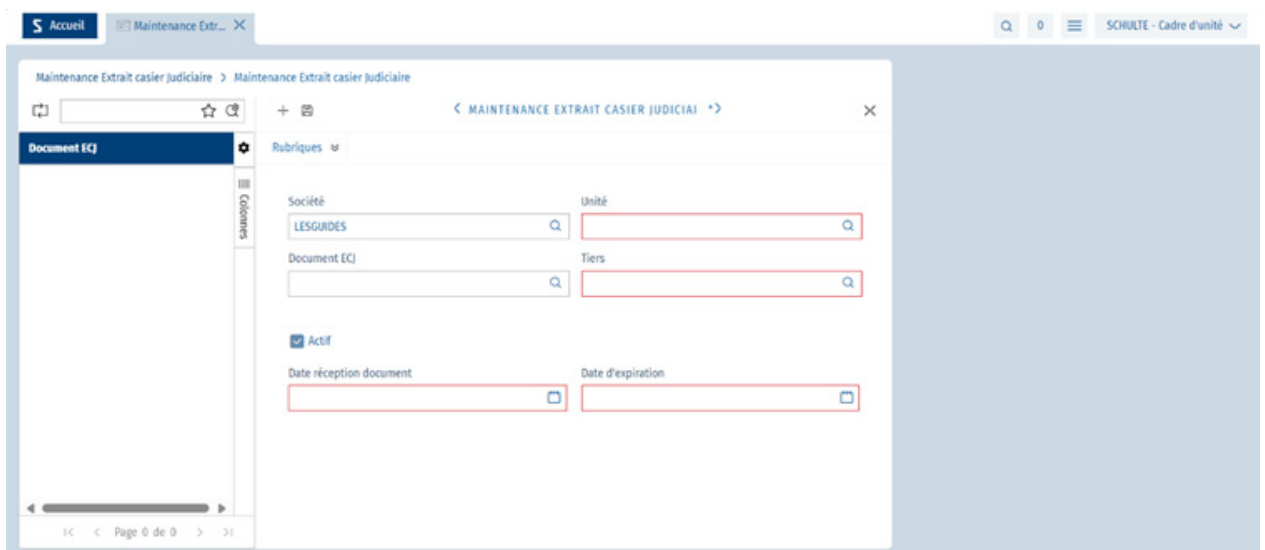 Accueil
Maintenance Extr...
0
SCHULTE - Cadre d'unité
Maintenance Extrait casier Judiciaire > Maintenance Extrait casier Judiciaire
MAINTENANCE EXTRAIT CASIER JUDICIAI
Document ECJ
Rubriques
Colonnes
Société
Unité
LESGUIDES
Document ECJ
Tiers
Actif
Date réception document
Date d'expiration
Page 0 de 0